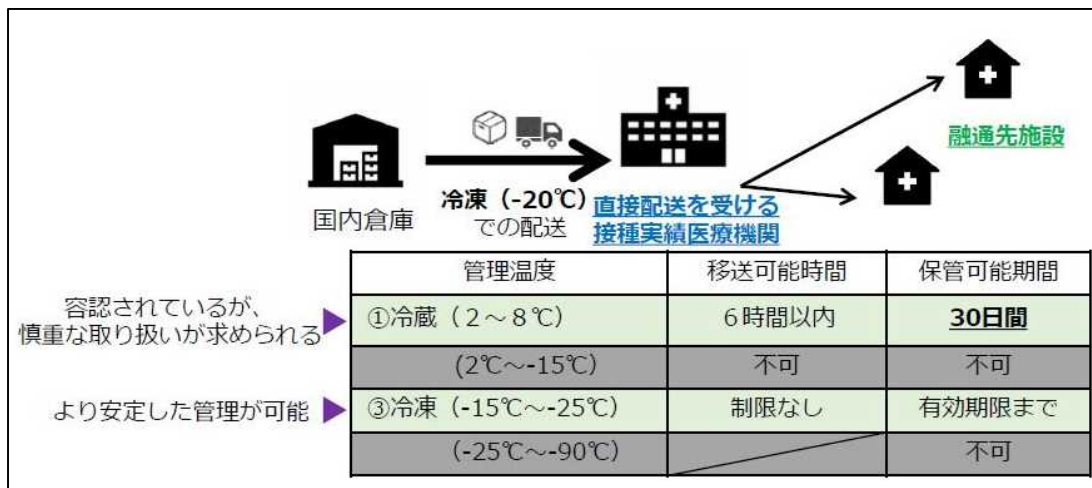 融通先施設
国内倉庫
冷凍（-20℃）
での配送
直接配送を受ける
接種実績医療機関
管理温度 移送可能時間 保管可能期間
容認されているが、
慎重な取り扱いが求められる
①冷蔵（２～８℃） ６時間以内 30日間
(2℃～-15℃) 不可 不可
より安定した管理が可能
③冷凍（-15℃～-25℃） 制限なし 有効期限まで
（-25℃～-90℃） 不可